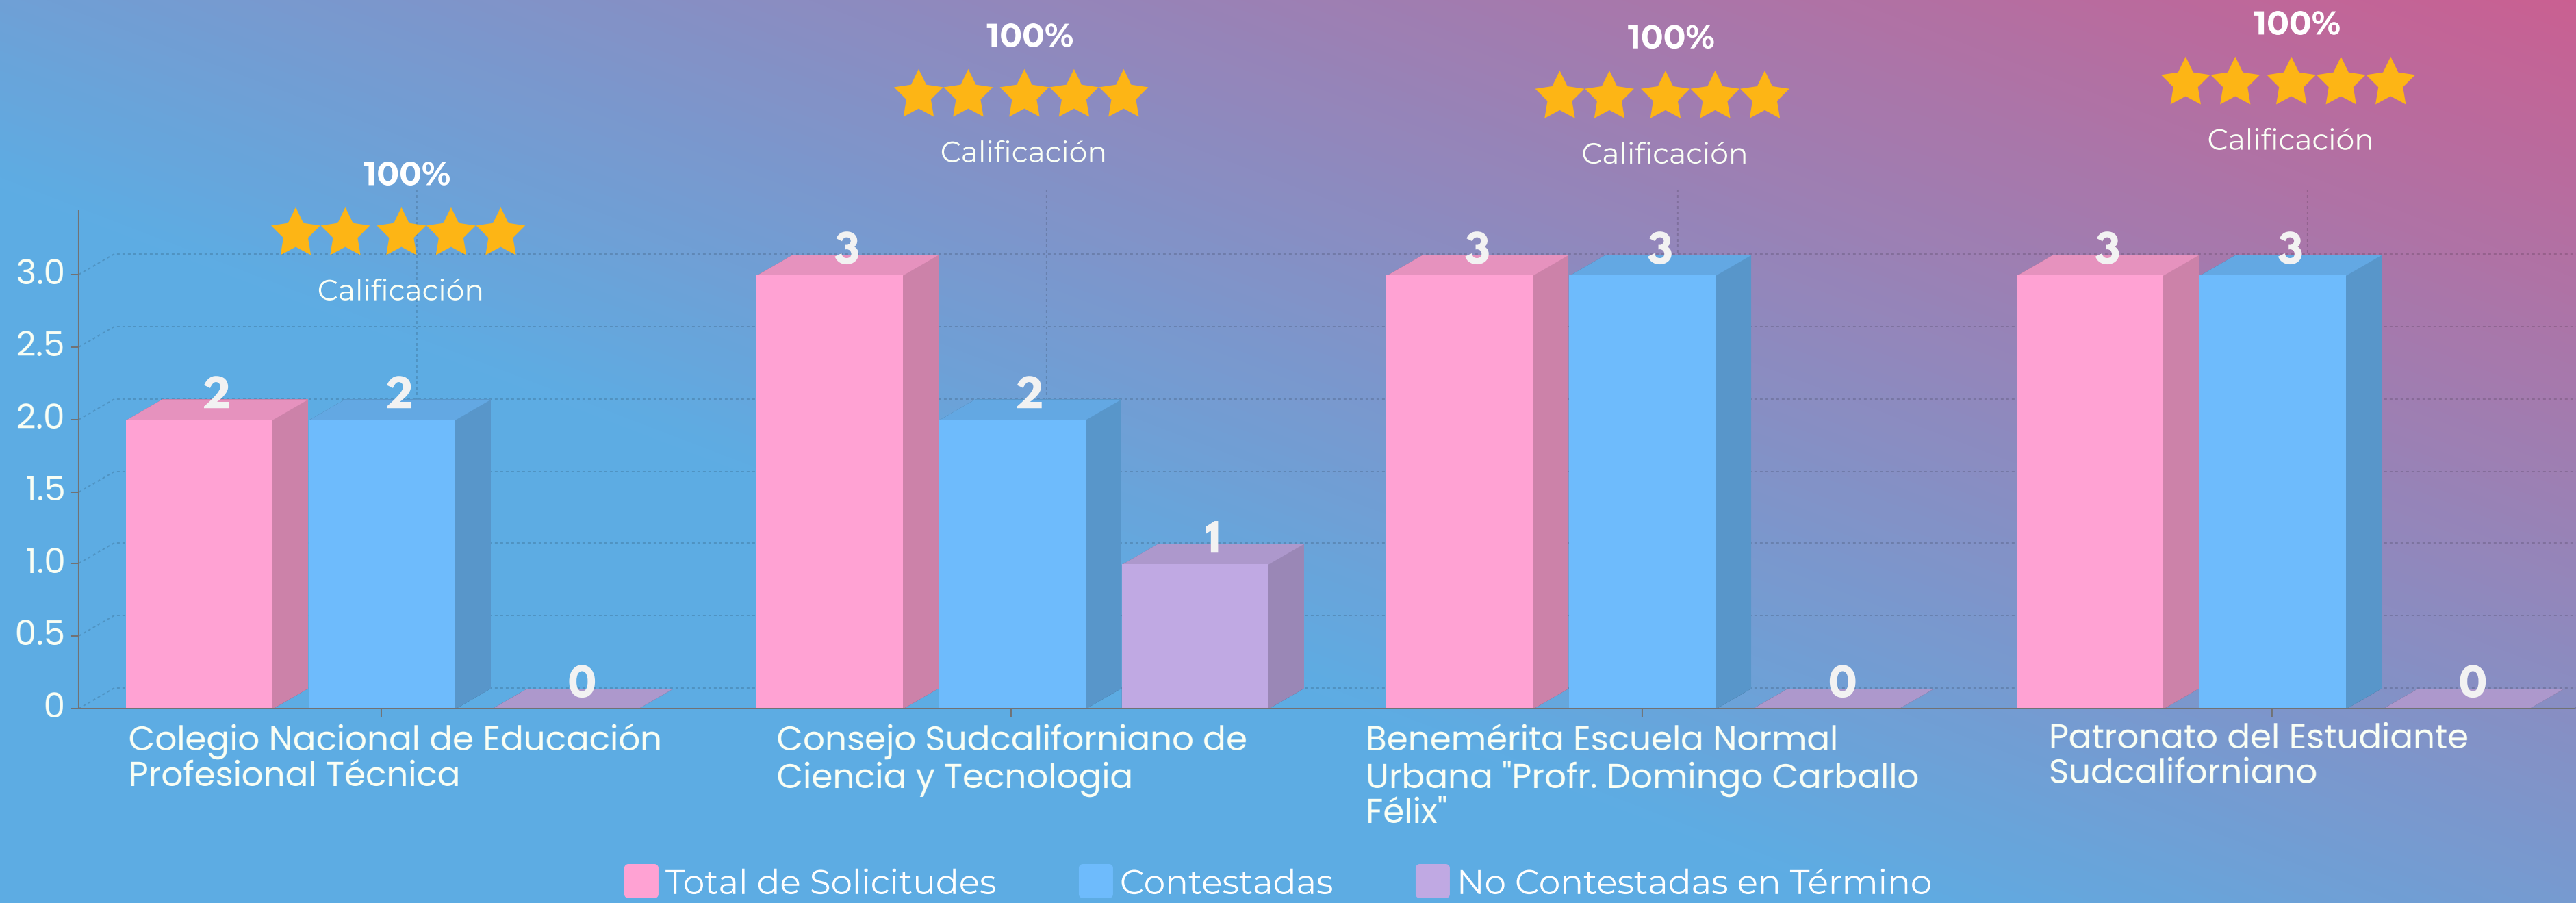 100%
Calificación
100%
Calificación
100%
Calificación
100%
Calificación
3.0
2.5
2.0
1.5
1.0
0.5
0
2
2
0
3
2
1
3
3
0
3
3
0
Colegio Nacional de Educación
Profesional Técnica
Consejo Sudcaliforniano de
Ciencia y Tecnologia
Benemérita Escuela Normal
Urbana "Profr. Domingo Carballo
Félix"
Patronato del Estudiante
Sudcaliforniano
Total de Solicitudes
Contestadas
No Contestadas en Término